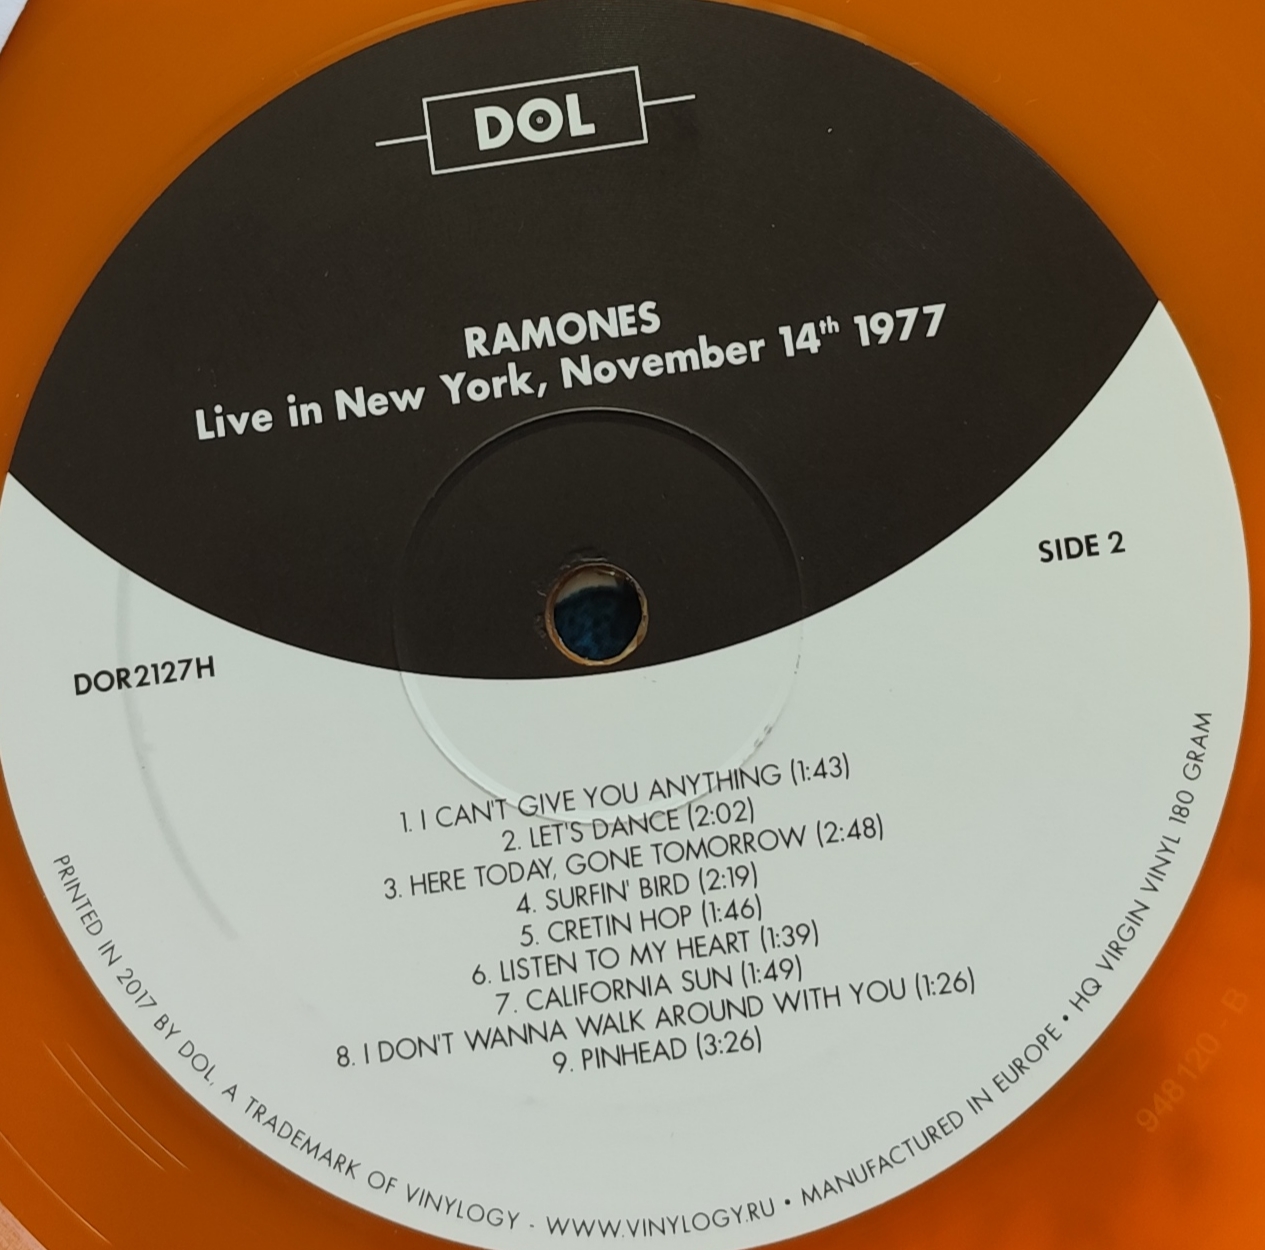 DOL
RAMONES
Live in New York, November 14th 1977
SIDE 2
DOR2127H
1. I CAN'T GIVE YOU ANYTHING (1:43)
2. LET'S DANCE (2:02)
3. HERE TODAY, GONE TOMORROW (2:48)
4. SURFIN' BIRD (2:19)
5. CRETIN HOP (1:46)
6. LISTEN TO MY HEART (1:39)
7. CALIFORNIA SUN (1:49)
8. I DON'T WANNA WALK AROUND WITH YOU (1:26)
9. PINHEAD (3:26)
PRINTED IN 2017 BY DOL, A TRADEMARK OF VINYLOGY - WWW.VINYLOGY.RU • MANUFACTURED IN EUROPE • HQ VIRGIN VINYL 180 GRAM
948120 - B